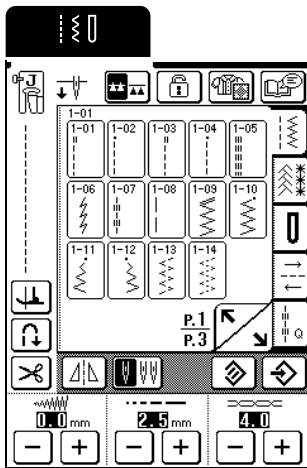 J
1-01
1-01 1-02 1-03 1-04 1-05
1-06 1-07 1-08 1-09 1-10
1-11 1-12 1-13 1-14
Q
P.1
P.3
0.0 mm 2.5 mm 4.0
− + − + − +